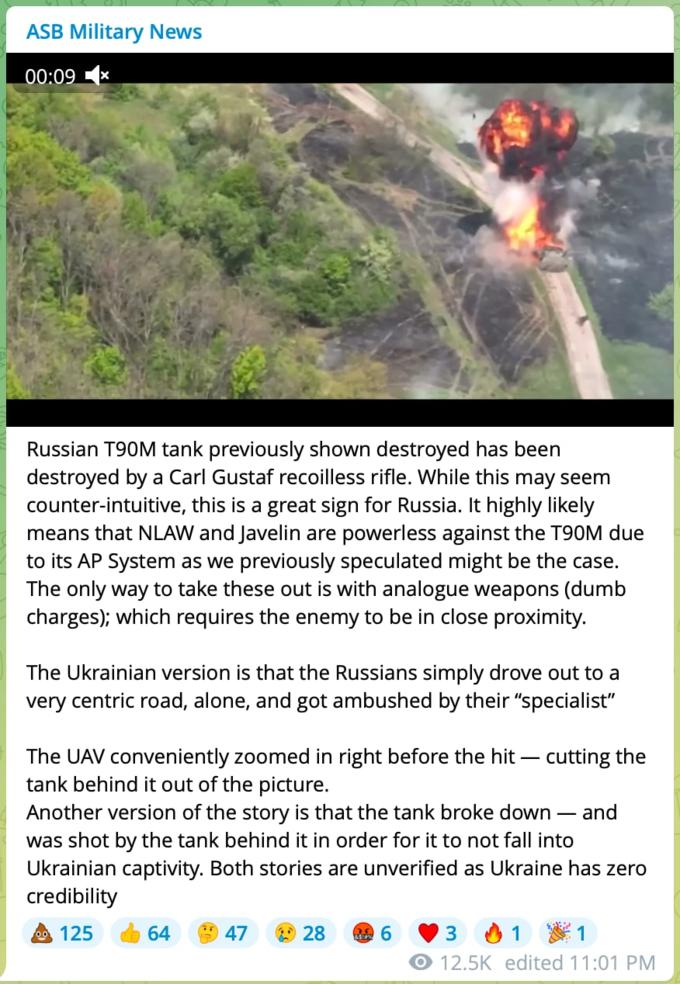 ASB Military News
00:09
Russian T90M tank previously shown destroyed has been
destroyed by a Carl Gustaf recoilless rifle. While this may seem
counter-intuitive, this is a great sign for Russia. It highly likely
means that NLAW and Javelin are powerless against the T90M due
to its AP System as we previously speculated might be the case.
The only way to take these out is with analogue weapons (dumb
charges); which requires the enemy to be in close proximity.
The Ukrainian version is that the Russians simply drove out to a
very centric road, alone, and got ambushed by their “specialist”
The UAV conveniently zoomed in right before the hit — cutting the
tank behind it out of the picture.
Another version of the story is that the tank broke down — and
was shot by the tank behind it in order for it to not fall into
Ukrainian captivity. Both stories are unverified as Ukraine has zero
credibility
💩 125 👍 64 🤔 47 😢 28 🤬 6 ❤ 3 🔥 1 🎉 1
12.5K edited 11:01 PM